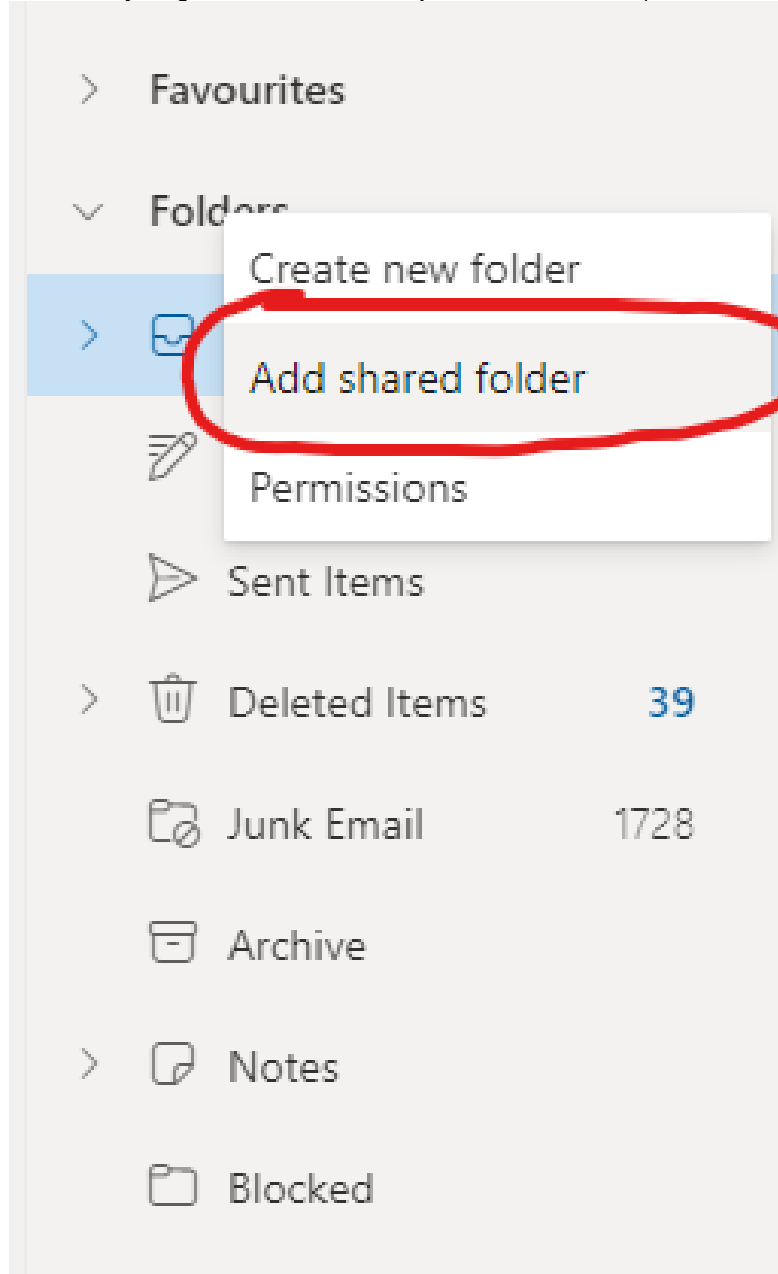 Favourites
Folders
Create new folder
Add shared folder
Permissions
Sent Items
Deleted Items 39
Junk Email 1728
Archive
Notes
Blocked